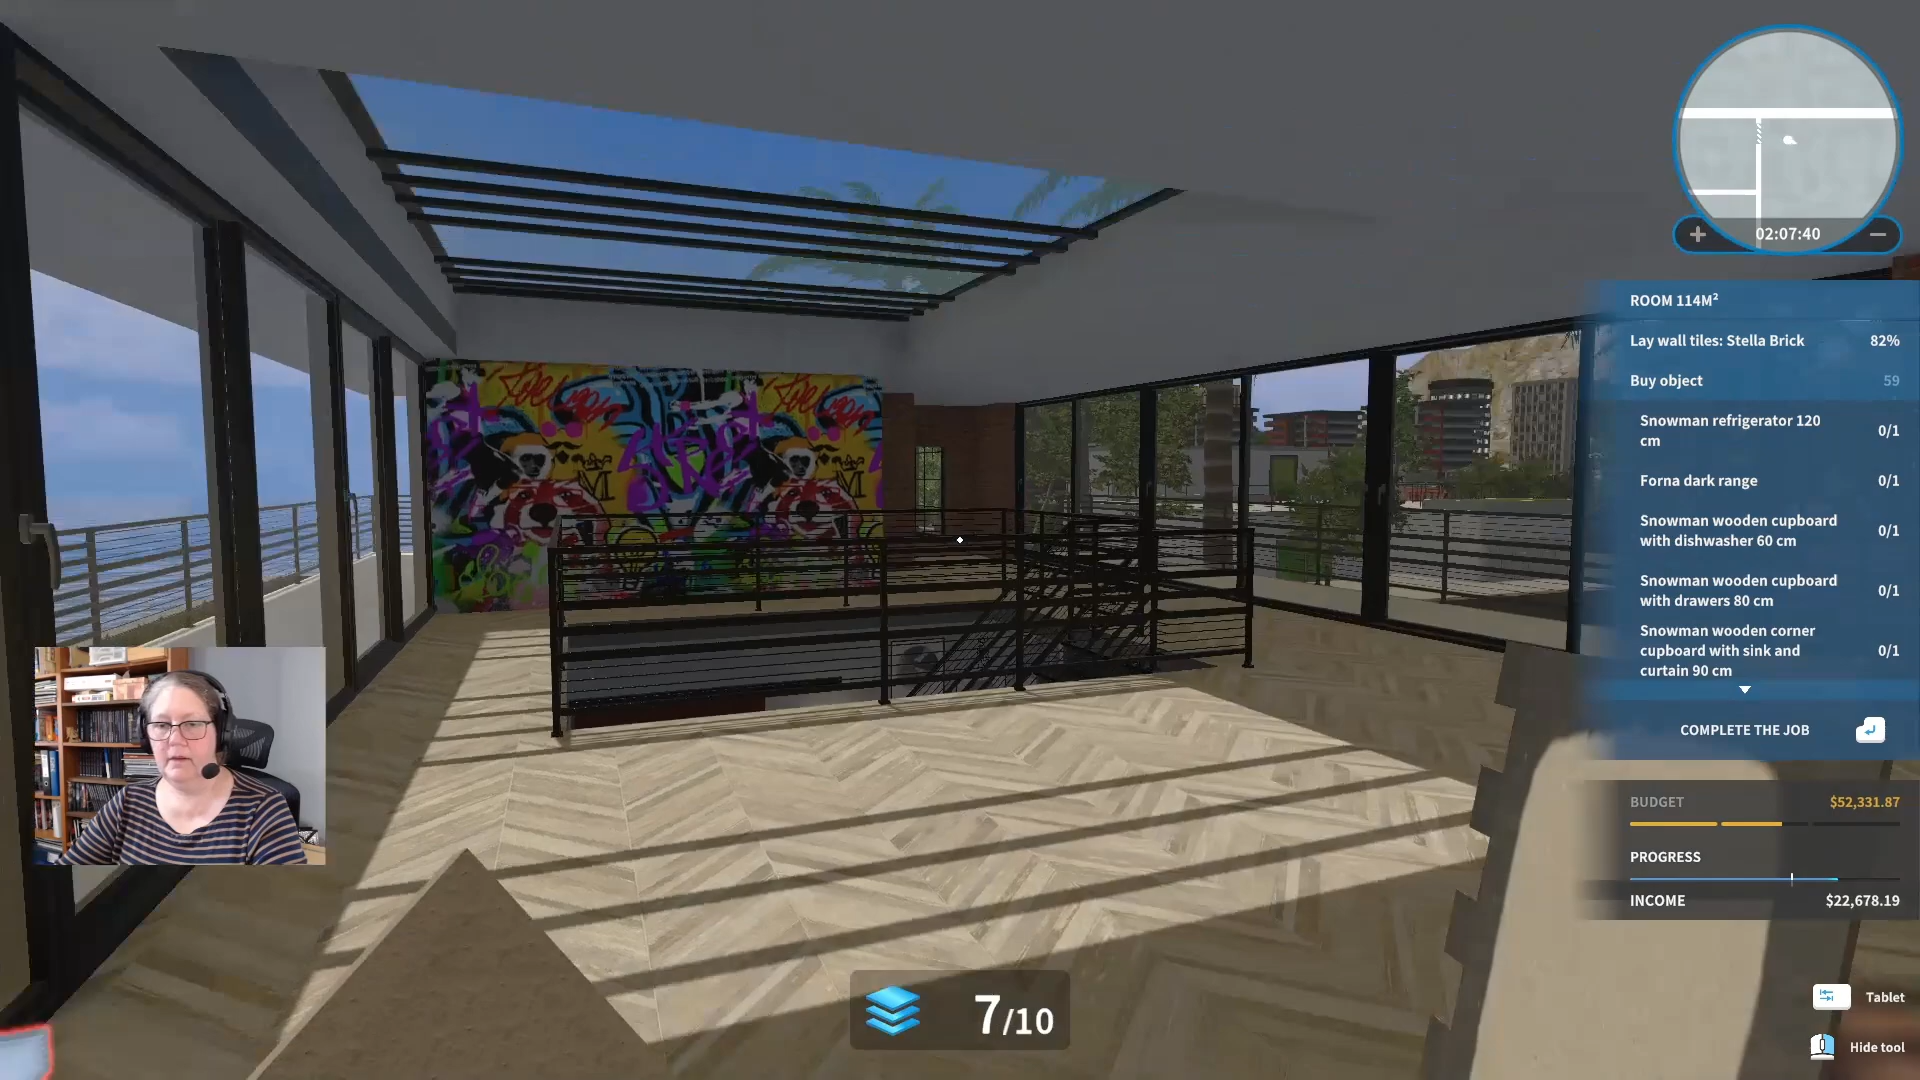 02:07:40
ROOM 114M²
Lay wall tiles: Stella Brick 82%
Buy object 59
Snowman refrigerator 120
cm 0/1
Forna dark range 0/1
Snowman wooden cupboard
with dishwasher 60 cm 0/1
Snowman wooden cupboard
with drawers 80 cm 0/1
Snowman wooden corner
cupboard with sink and 0/1
curtain 90 cm
COMPLETE THE JOB
BUDGET $52,331.87
PROGRESS
INCOME $22,678.19
7/10
Tablet
Hide tool